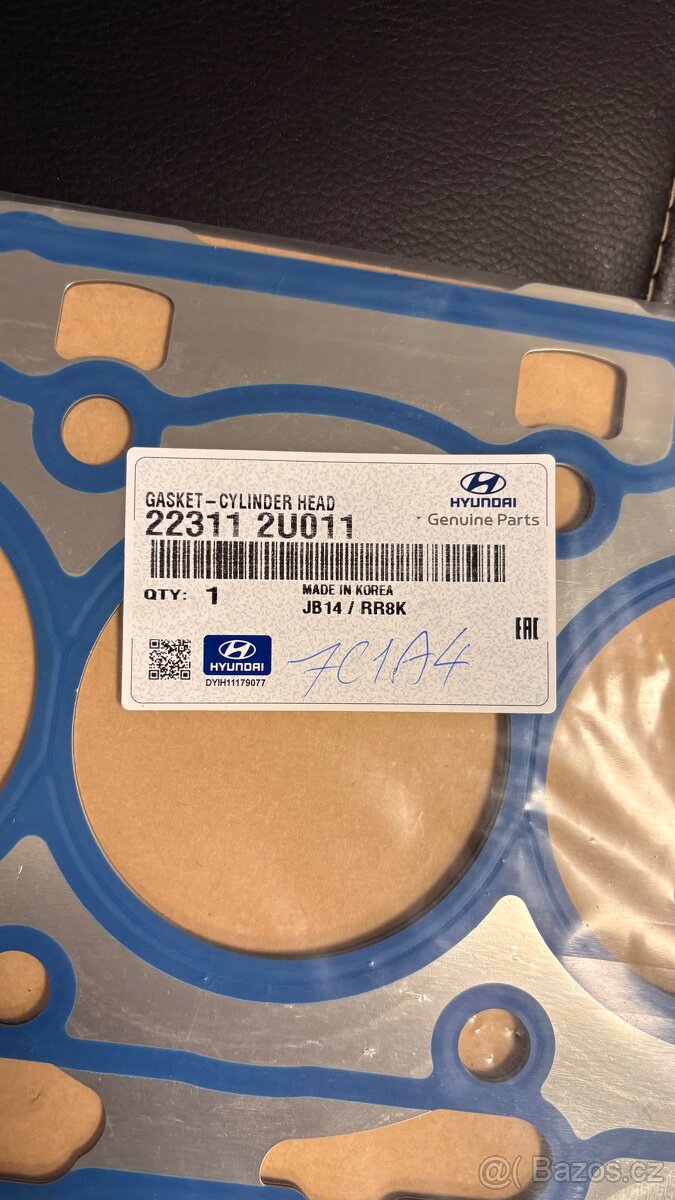 GASKET-CYLINDER HEAD
22311 2U011
HYUNDAI
Genuine Parts
QTY: 1
MADE IN KOREA
JB14 / RR8K
EAC
HYUNDAI
DYIH11179077
7C1A4
@( Bazos.cz